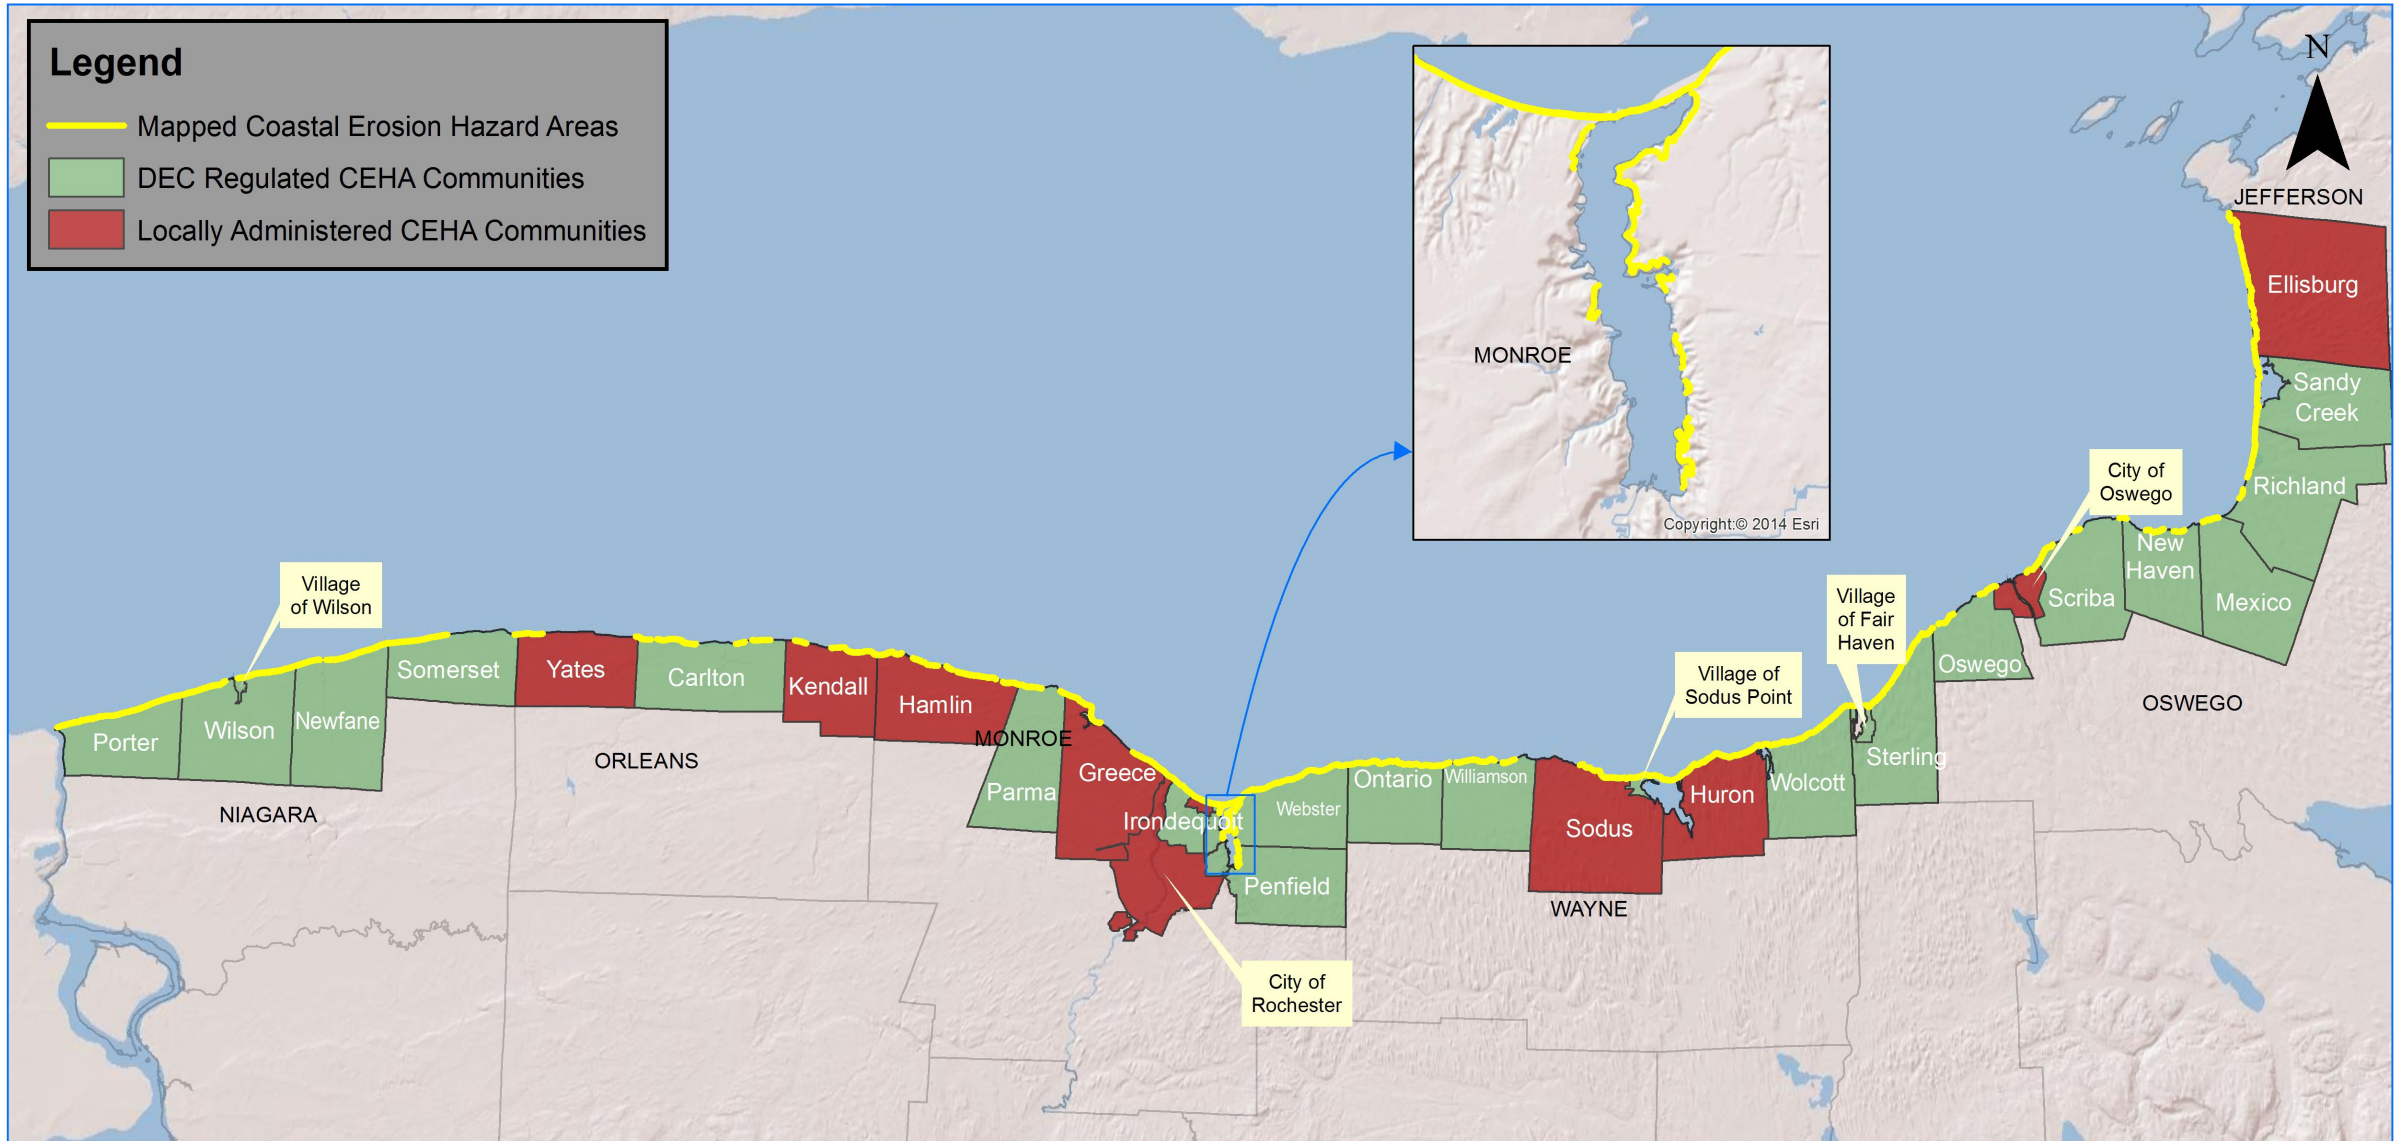 Legend
Mapped Coastal Erosion Hazard Areas
DEC Regulated CEHA Communities
Locally Administered CEHA Communities
N
JEFFERSON
Ellisburg
Sandy
Creek
Richland
MONROE
Copyright:© 2014 Esri
City of
Oswego
New
Haven
Scriba
Mexico
OSWEGO
Village
of Fair
Haven
Oswego
Sterling
Village of
Sodus Point
Village
of Wilson
Porter
Wilson
Newfane
Somerset
Yates
Carlton
Kendall
Hamlin
MONROE
Parma
Greece
Irondequoit
Webster
Penfield
Ontario
Williamson
Sodus
Huron
Wolcott
NIAGARA
ORLEANS
WAYNE
City of
Rochester